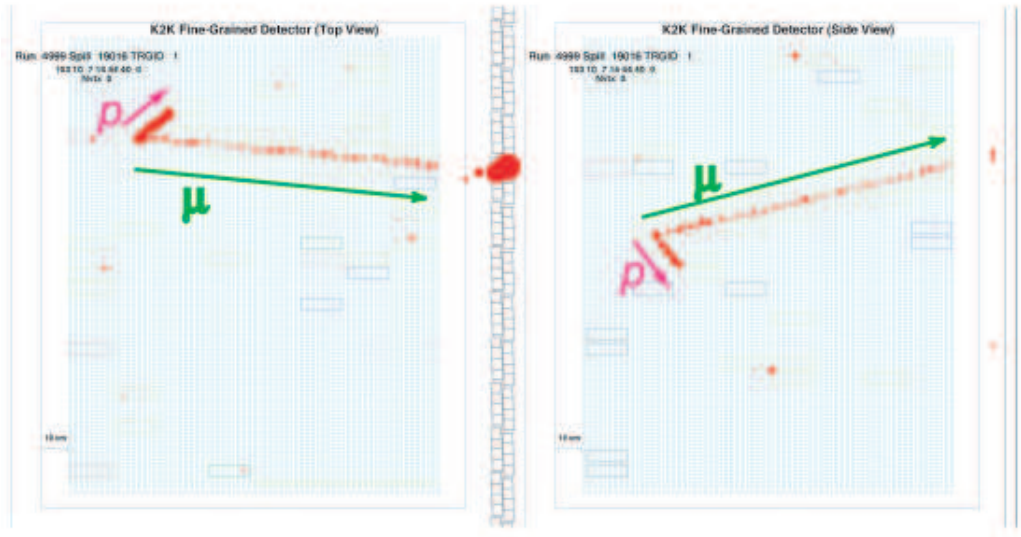 K2K Fine-Grained Detector (Top View)
Run 4999 Spill 19016 TRGID 1
p
μ
10 cm
K2K Fine-Grained Detector (Side View)
Run 4999 Spill 19016 TRGID 1
μ
p
10 cm